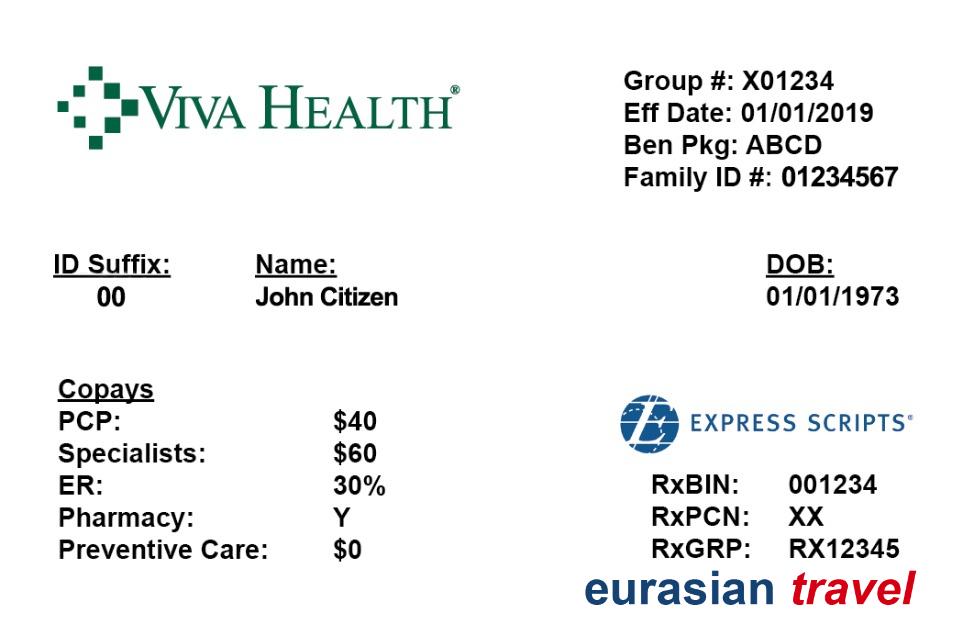 VIVA HEALTH®
Group #: X01234
Eff Date: 01/01/2019
Ben Pkg: ABCD
Family ID #: 01234567
ID Suffix:
00
Name:
John Citizen
DOB:
01/01/1973
Copays
PCP: $40
Specialists: $60
ER: 30%
Pharmacy: Y
Preventive Care: $0
EXPRESS SCRIPTS®
RxBIN: 001234
RxPCN: XX
RxGRP: RX12345
eurasian travel